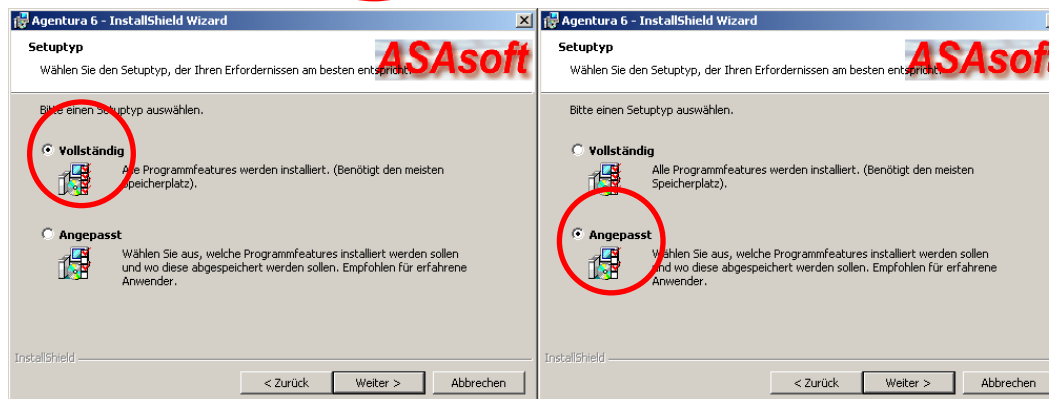 Agentura 6 - InstallShield Wizard
Setuptyp
Wählen Sie den Setuptyp, der Ihren Erfordernissen am besten entspricht.
ASAsoft
Bitte einen Setuptyp auswählen.
Vollständig
Alle Programmfeatures werden installiert. (Benötigt den meisten
Speicherplatz).
Angepasst
Wählen Sie aus, welche Programmfeatures installiert werden sollen
und wo diese abgespeichert werden sollen. Empfohlen für erfahrene
Anwender.
InstallShield
< Zurück
Weiter >
Abbrechen
Agentura 6 - InstallShield Wizard
Setuptyp
Wählen Sie den Setuptyp, der Ihren Erfordernissen am besten entspricht.
ASAsoft
Bitte einen Setuptyp auswählen.
Vollständig
Alle Programmfeatures werden installiert. (Benötigt den meisten
Speicherplatz).
Angepasst
Wählen Sie aus, welche Programmfeatures installiert werden sollen
und wo diese abgespeichert werden sollen. Empfohlen für erfahrene
Anwender.
InstallShield
< Zurück
Weiter >
Abbrechen